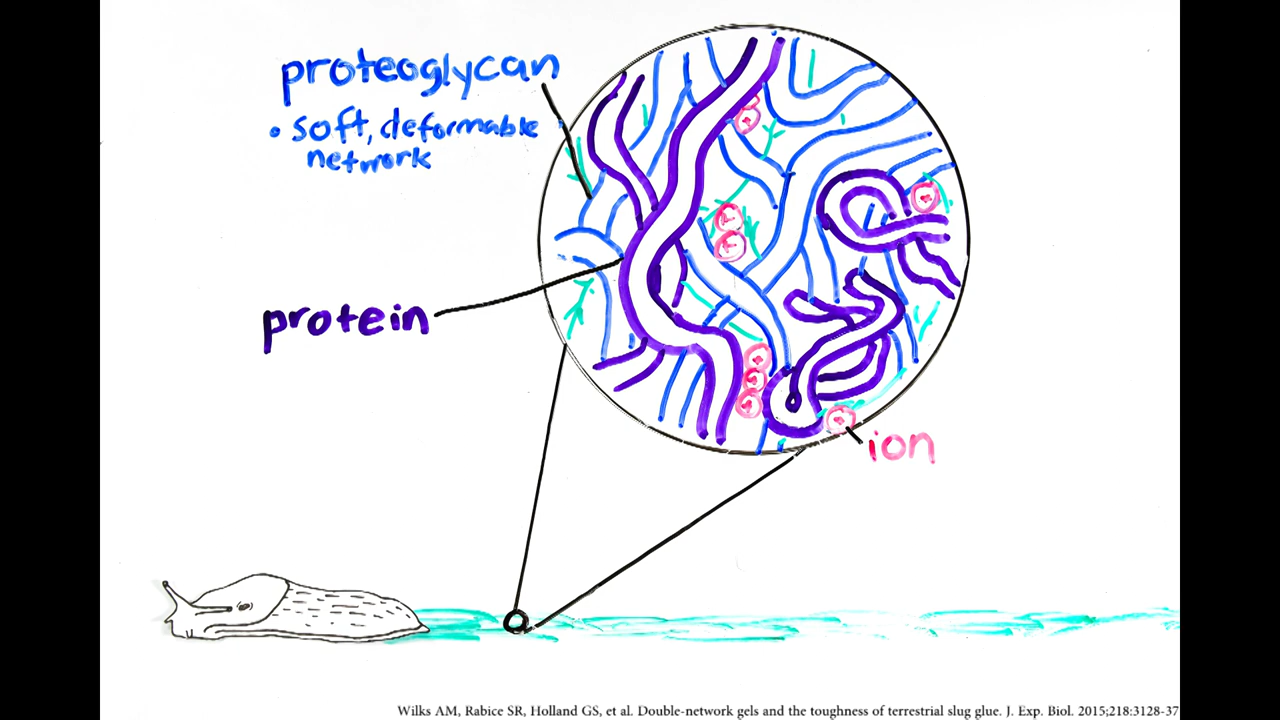 proteoglycan
• soft, deformable
network
protein
ion
Wilks AM, Rabice SR, Holland GS, et al. Double-network gels and the toughness of terrestrial slug glue. J. Exp. Biol. 2015;218:3128-37